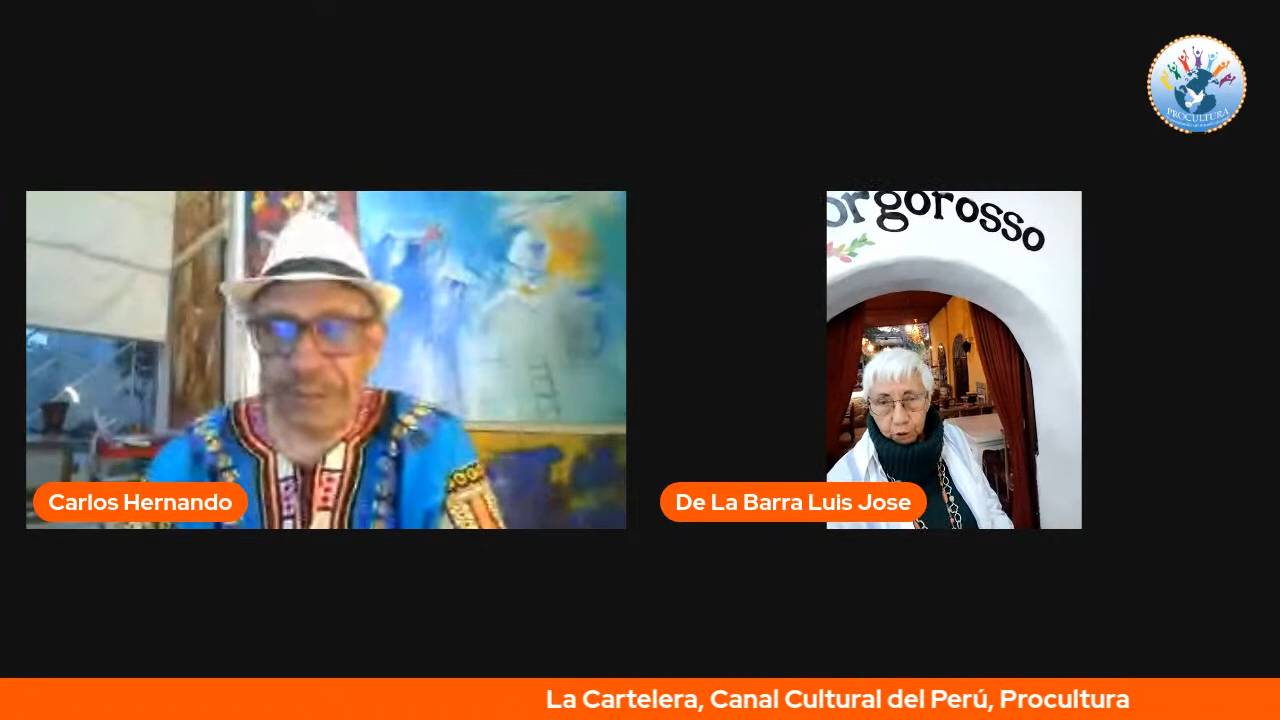 PROCULTURA
orgorosso
Carlos Hernando
De La Barra Luis Jose
La Cartelera, Canal Cultural del Perú, Procultura